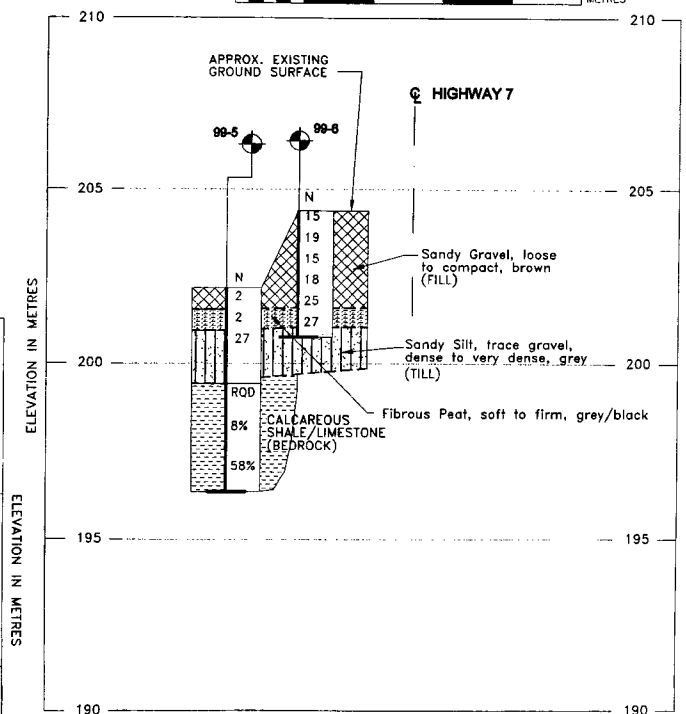 METRES
210
210
APPROX. EXISTING
GROUND SURFACE
℄ HIGHWAY 7
99-5
99-6
205
205
N
15
19
15
18
25
27
Sandy Gravel, loose
to compact, brown
(FILL)
N
2
2
27
ELEVATION IN METRES
200
200
Sandy Silt, trace gravel,
dense to very dense, grey
(TILL)
RQD
8%
58%
CALCAREOUS
SHALE/LIMESTONE
(BEDROCK)
Fibrous Peat, soft to firm, grey/black
ELEVATION IN METRES
195
195
190
190